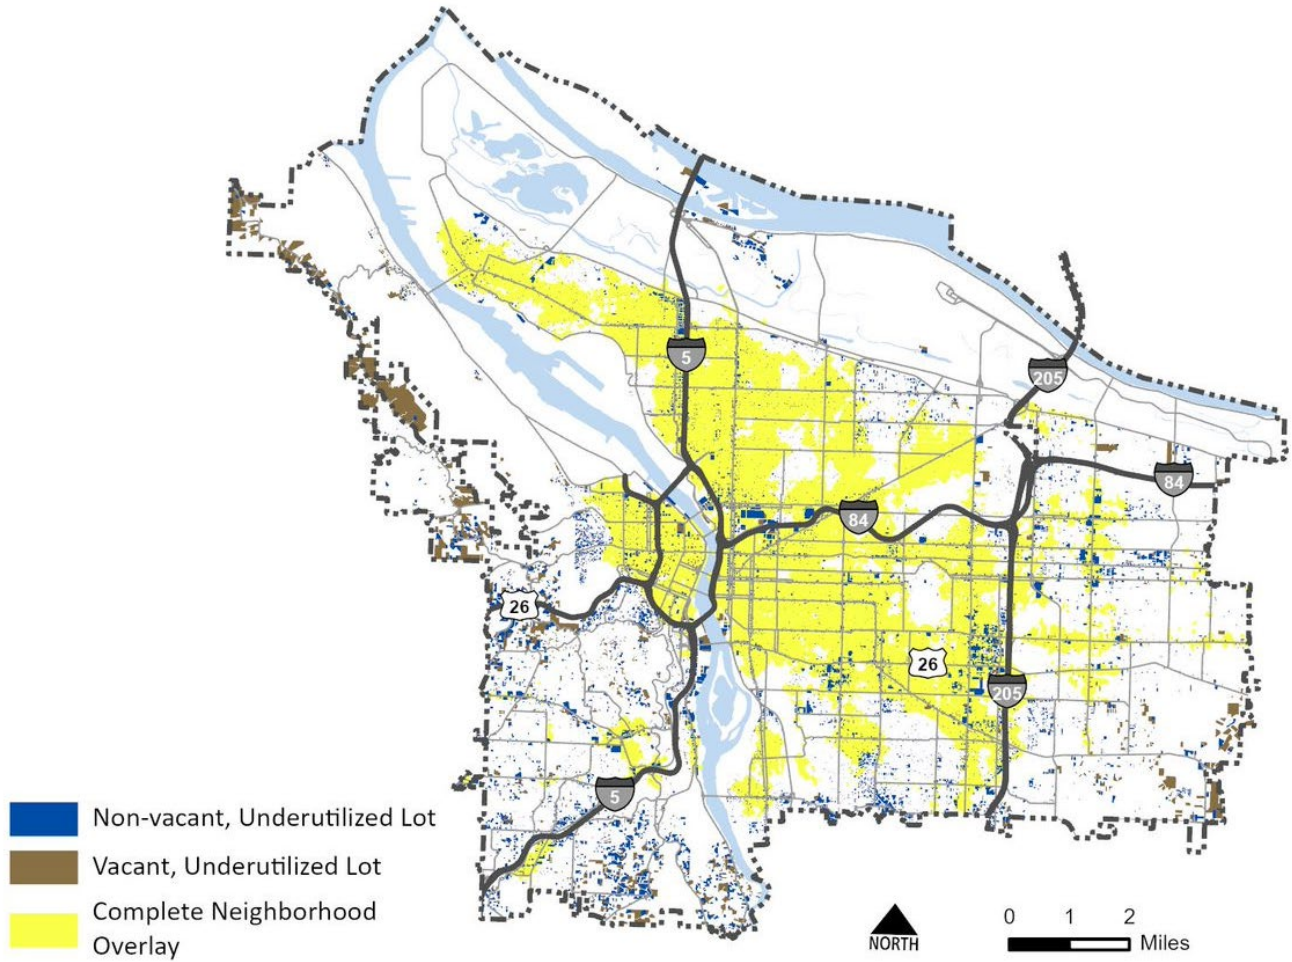 5
205
84
84
26
26
205
5
Non-vacant, Underutilized Lot
Vacant, Underutilized Lot
Complete Neighborhood
Overlay
NORTH
0 1 2
Miles